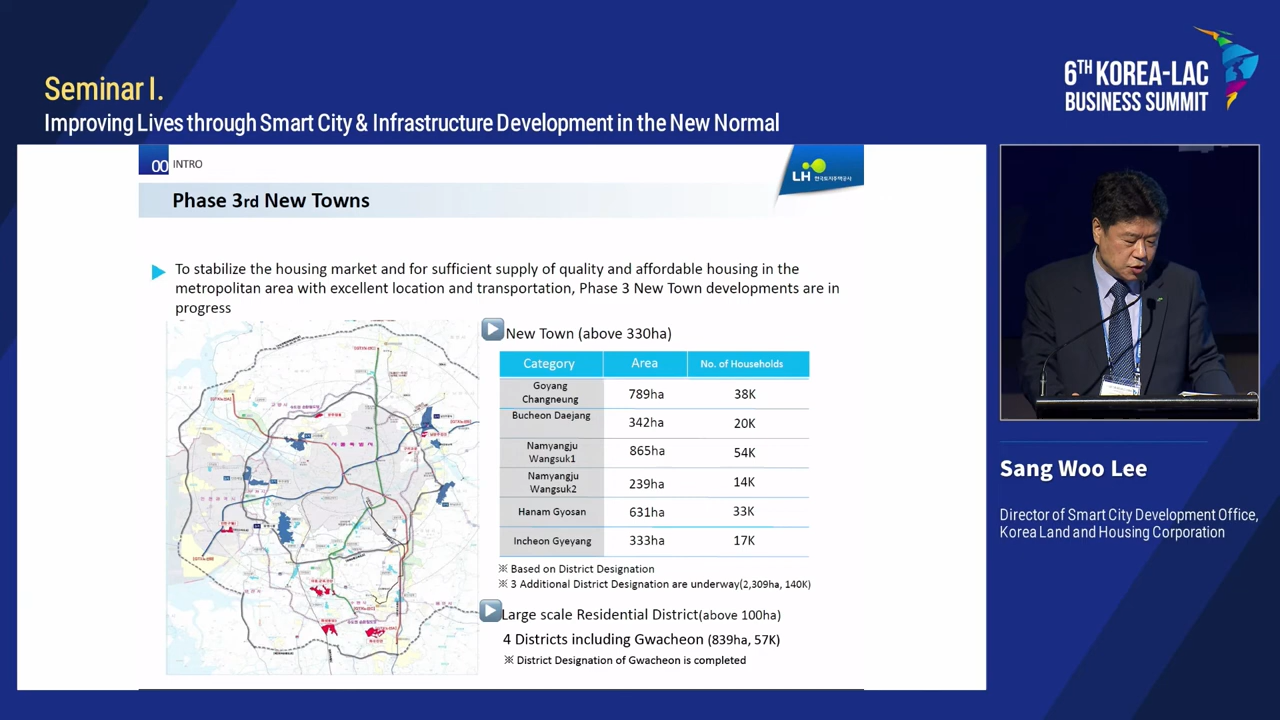 Seminar I.
Improving Lives through Smart City & Infrastructure Development in the New Normal
6TH KOREA-LAC
BUSINESS SUMMIT
00 INTRO
LH 한국토지주택공사
Phase 3rd New Towns
To stabilize the housing market and for sufficient supply of quality and affordable housing in the
metropolitan area with excellent location and transportation, Phase 3 New Town developments are in
progress
New Town (above 330ha)
Category Area No. of Households
Goyang
Changneung 789ha 38K
Bucheon Daejang 342ha 20K
Namyangju
Wangsuk1 865ha 54K
Namyangju
Wangsuk2 239ha 14K
Hanam Gyosan 631ha 33K
Incheon Gyeyang 333ha 17K
※ Based on District Designation
※ 3 Additional District Designation are underway(2,309ha, 140K)
Large scale Residential District(above 100ha)
4 Districts including Gwacheon (839ha, 57K)
※ District Designation of Gwacheon is completed
서울특별시
Sang Woo Lee
Director of Smart City Development Office,
Korea Land and Housing Corporation